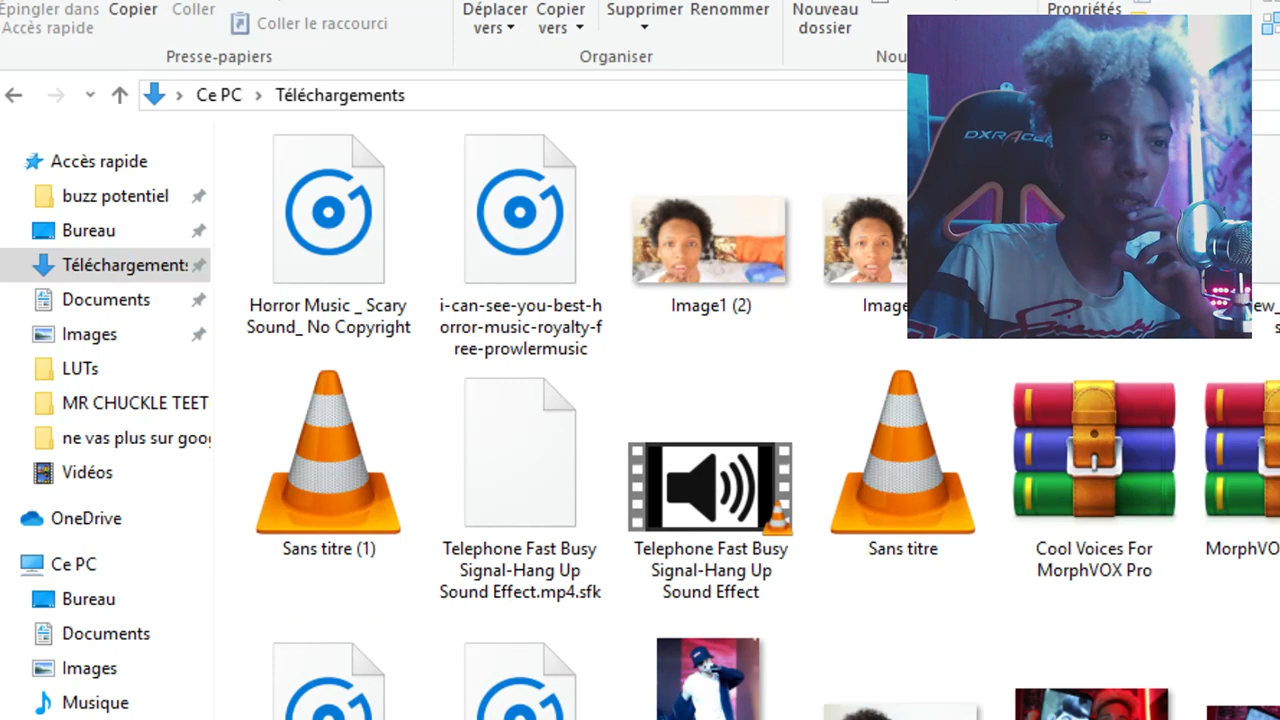 Épingler dans
Accès rapide
Copier
Coller
Coller le raccourci
Déplacer
vers
Copier
vers
Supprimer
Renommer
Nouveau
dossier
Propriétés
Presse-papiers
Organiser
Ce PC > Téléchargements
DXRACER
Accès rapide
buzz potentiel
Bureau
Téléchargements
Documents
Images
LUTs
MR CHUCKLE TEET
ne vas plus sur goog
Vidéos
OneDrive
Ce PC
Bureau
Documents
Images
Musique
Horror Music _ Scary
Sound_ No Copyright
i-can-see-you-best-h
orror-music-royalty-f
ree-prowlermusic
Image1 (2)
Image
Sans titre (1)
Telephone Fast Busy
Signal-Hang Up
Sound Effect.mp4.sfk
Telephone Fast Busy
Signal-Hang Up
Sound Effect
Sans titre
Cool Voices For
MorphVOX Pro
MorphVO